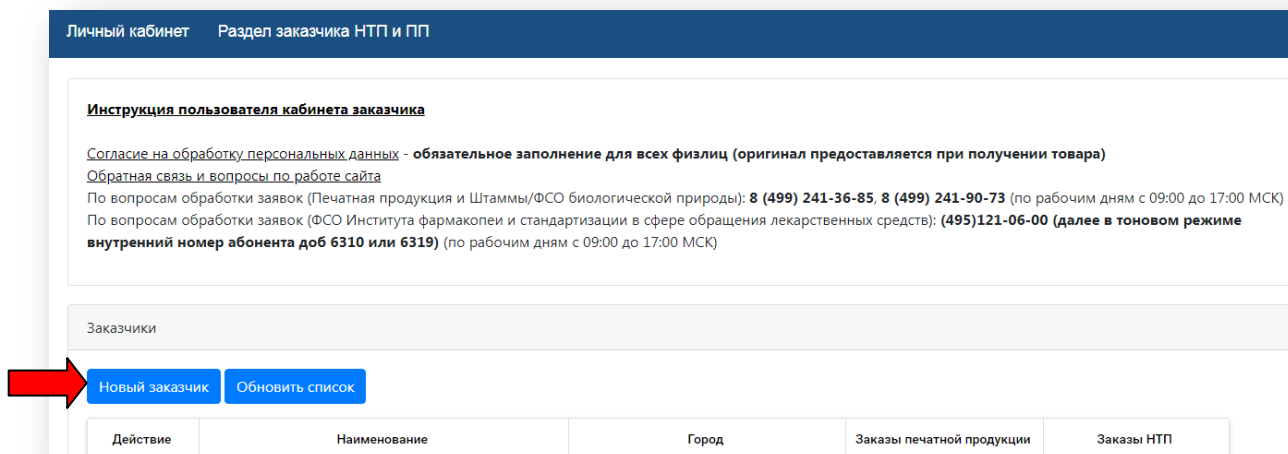 Личный кабинет Раздел заказчика НТП и ПП
Инструкция пользователя кабинета заказчика
Согласие на обработку персональных данных - обязательное заполнение для всех физлиц (оригинал предоставляется при получении товара)
Обратная связь и вопросы по работе сайта
По вопросам обработки заявок (Печатная продукция и Штаммы/ФСО биологической природы): 8 (499) 241-36-85, 8 (499) 241-90-73 (по рабочим дням с 09:00 до 17:00 МСК)
По вопросам обработки заявок (ФСО Института фармакопеи и стандартизации в сфере обращения лекарственных средств): (495)121-06-00 (далее в тоновом режиме
внутренний номер абонента доб 6310 или 6319) (по рабочим дням с 09:00 до 17:00 МСК)
Заказчики
Новый заказчик Обновить список
Действие Наименование Город Заказы печатной продукции Заказы НТП